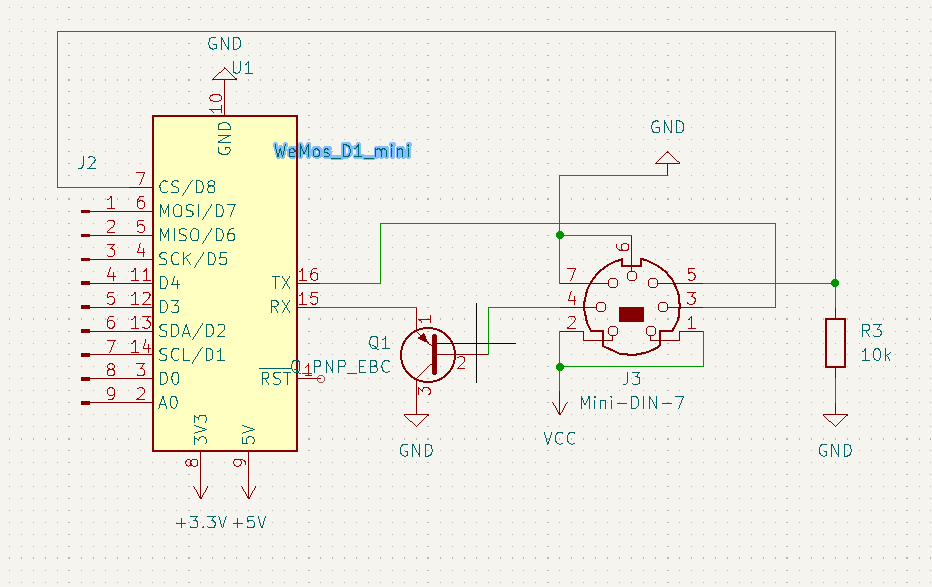 GND
U1
10
GND
WeMos_D1_mini
J2
7 CS/D8
1 6 MOSI/D7
2 5 MISO/D6
3 4 SCK/D5
4 11 D4
5 12 D3
6 13 SDA/D2
7 14 SCL/D1
8 3 D0
9 2 A0
TX 16
RX 15
RST 1
3V3
5V
8
9
+3.3V
+5V
Q1
Q_PNP_EBC
1
2
3
GND
GND
6
7
5
4
3
2
1
J3
Mini-DIN-7
VCC
R3
10k
GND